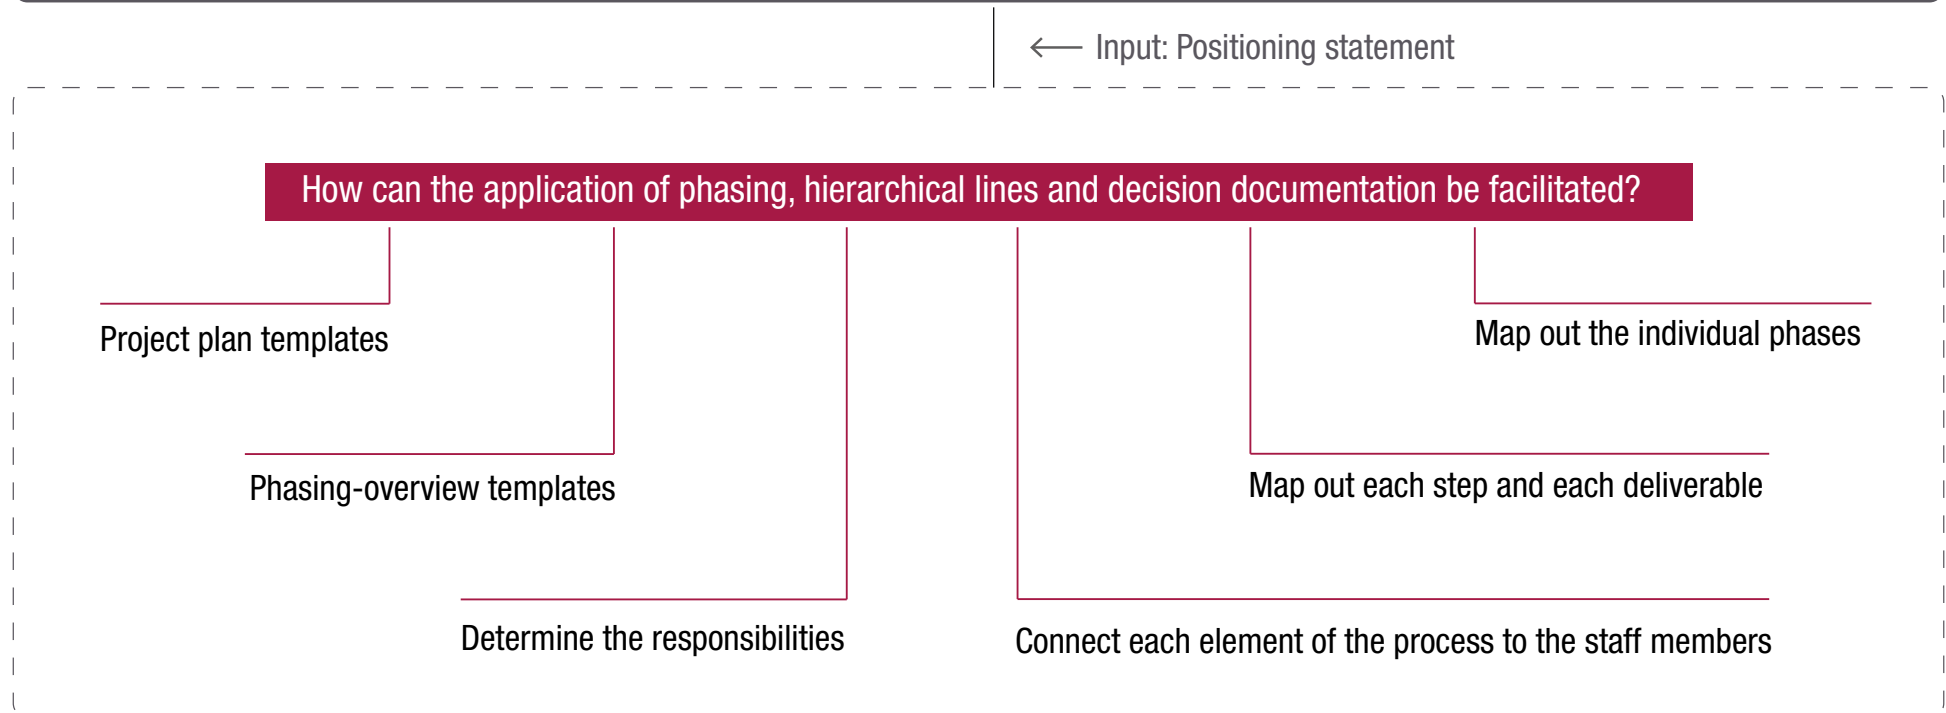 Input: Positioning statement
How can the application of phasing, hierarchical lines and decision documentation be facilitated?
Project plan templates
Map out the individual phases
Phasing-overview templates
Map out each step and each deliverable
Determine the responsibilities
Connect each element of the process to the staff members